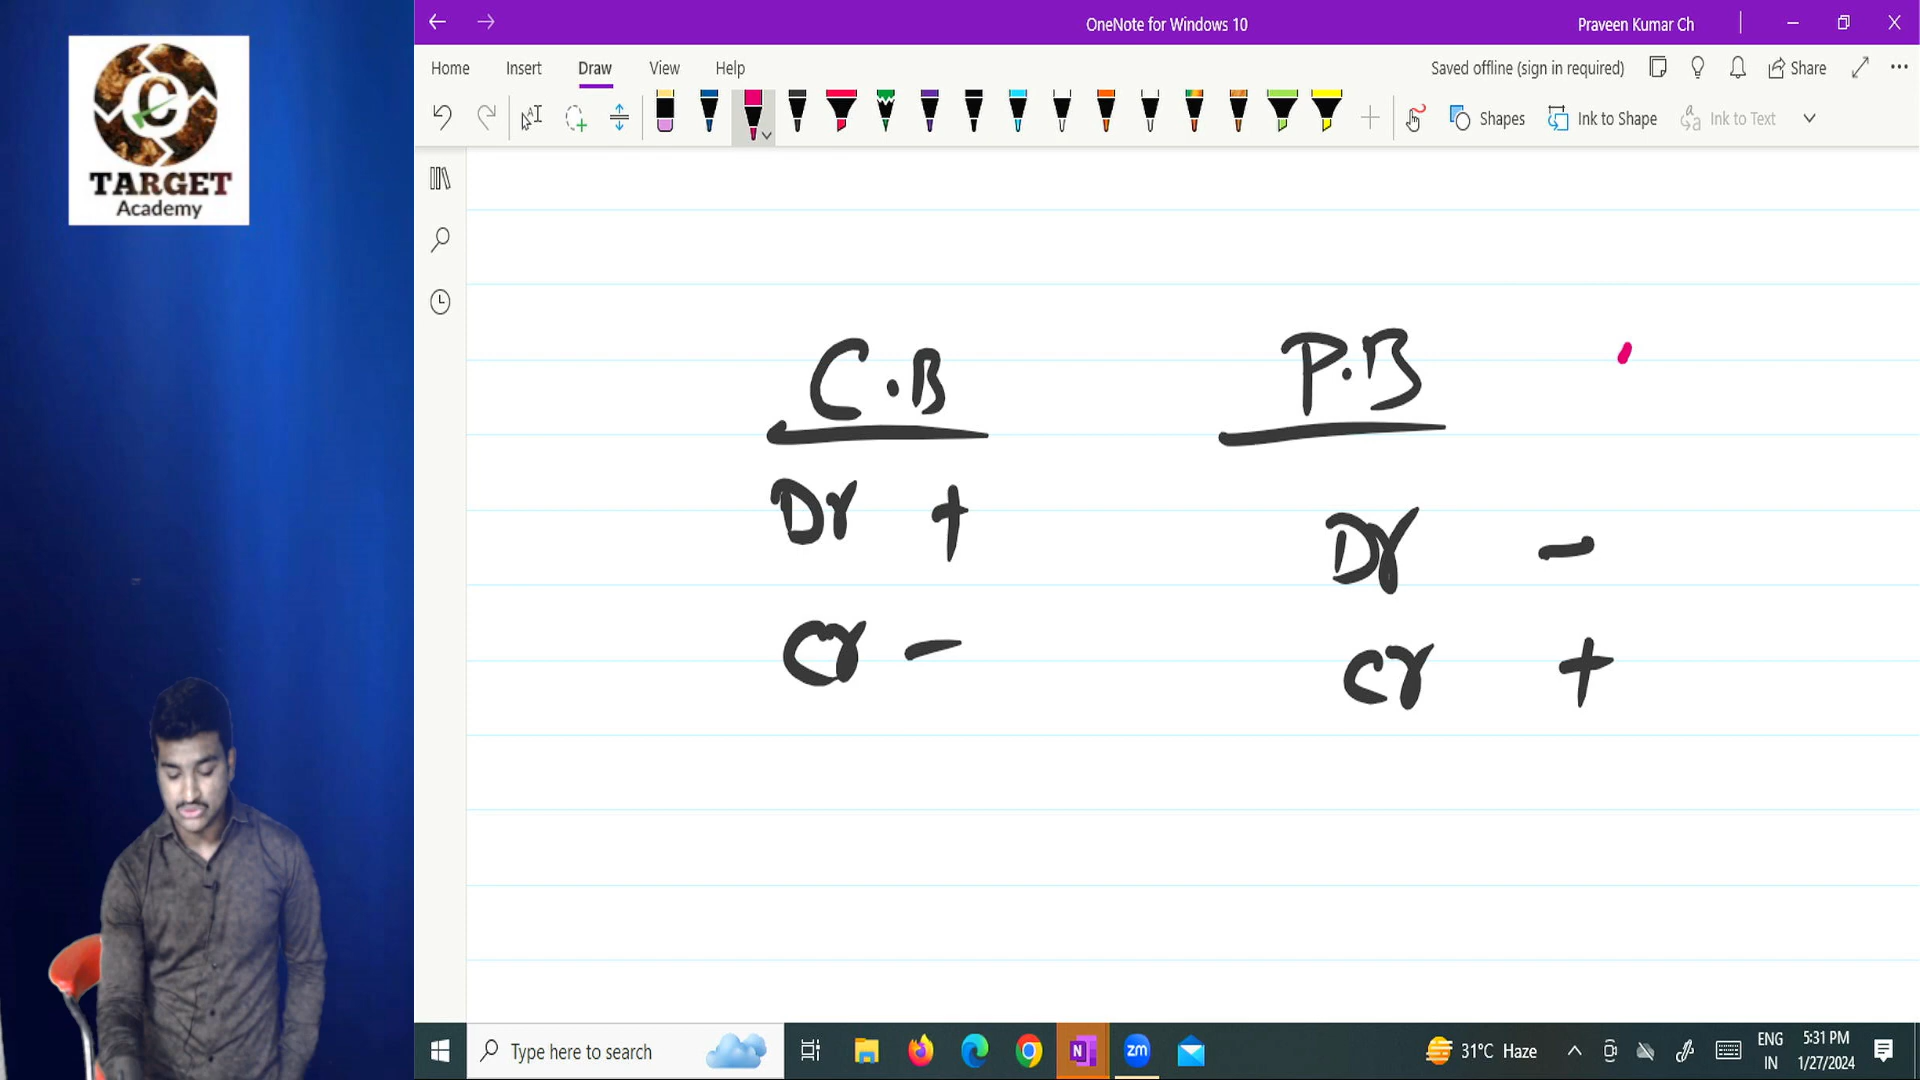 C
TARGET
Academy
OneNote for Windows 10
Praveen Kumar Ch
Home Insert Draw View Help
Saved offline (sign in required) Share
Shapes Ink to Shape Ink to Text
C.B P.B
Dr +
Dr -
Cr -
Cr +
Type here to search
N zm
31°C Haze
ENG
IN
5:31 PM
1/27/2024